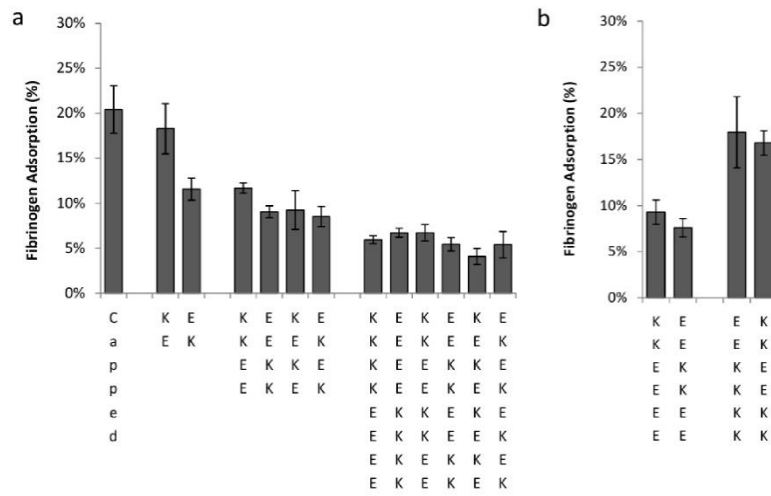 a
Fibrinogen Adsorption (%)
30%
25%
20%
15%
10%
5%
0%
C K E K E K E K E K E K E
a E K K E E K K E K E E K
p E K K E K E E K K E
p E K E K K E E K E K
e E K K E K E
d E K K E E K
E K E K K E
E K E K E K
b
Fibrinogen Adsorption (%)
30%
25%
20%
15%
10%
5%
0%
K E E K
K E E K
E K K E
E K K E
E E K K
E E K K